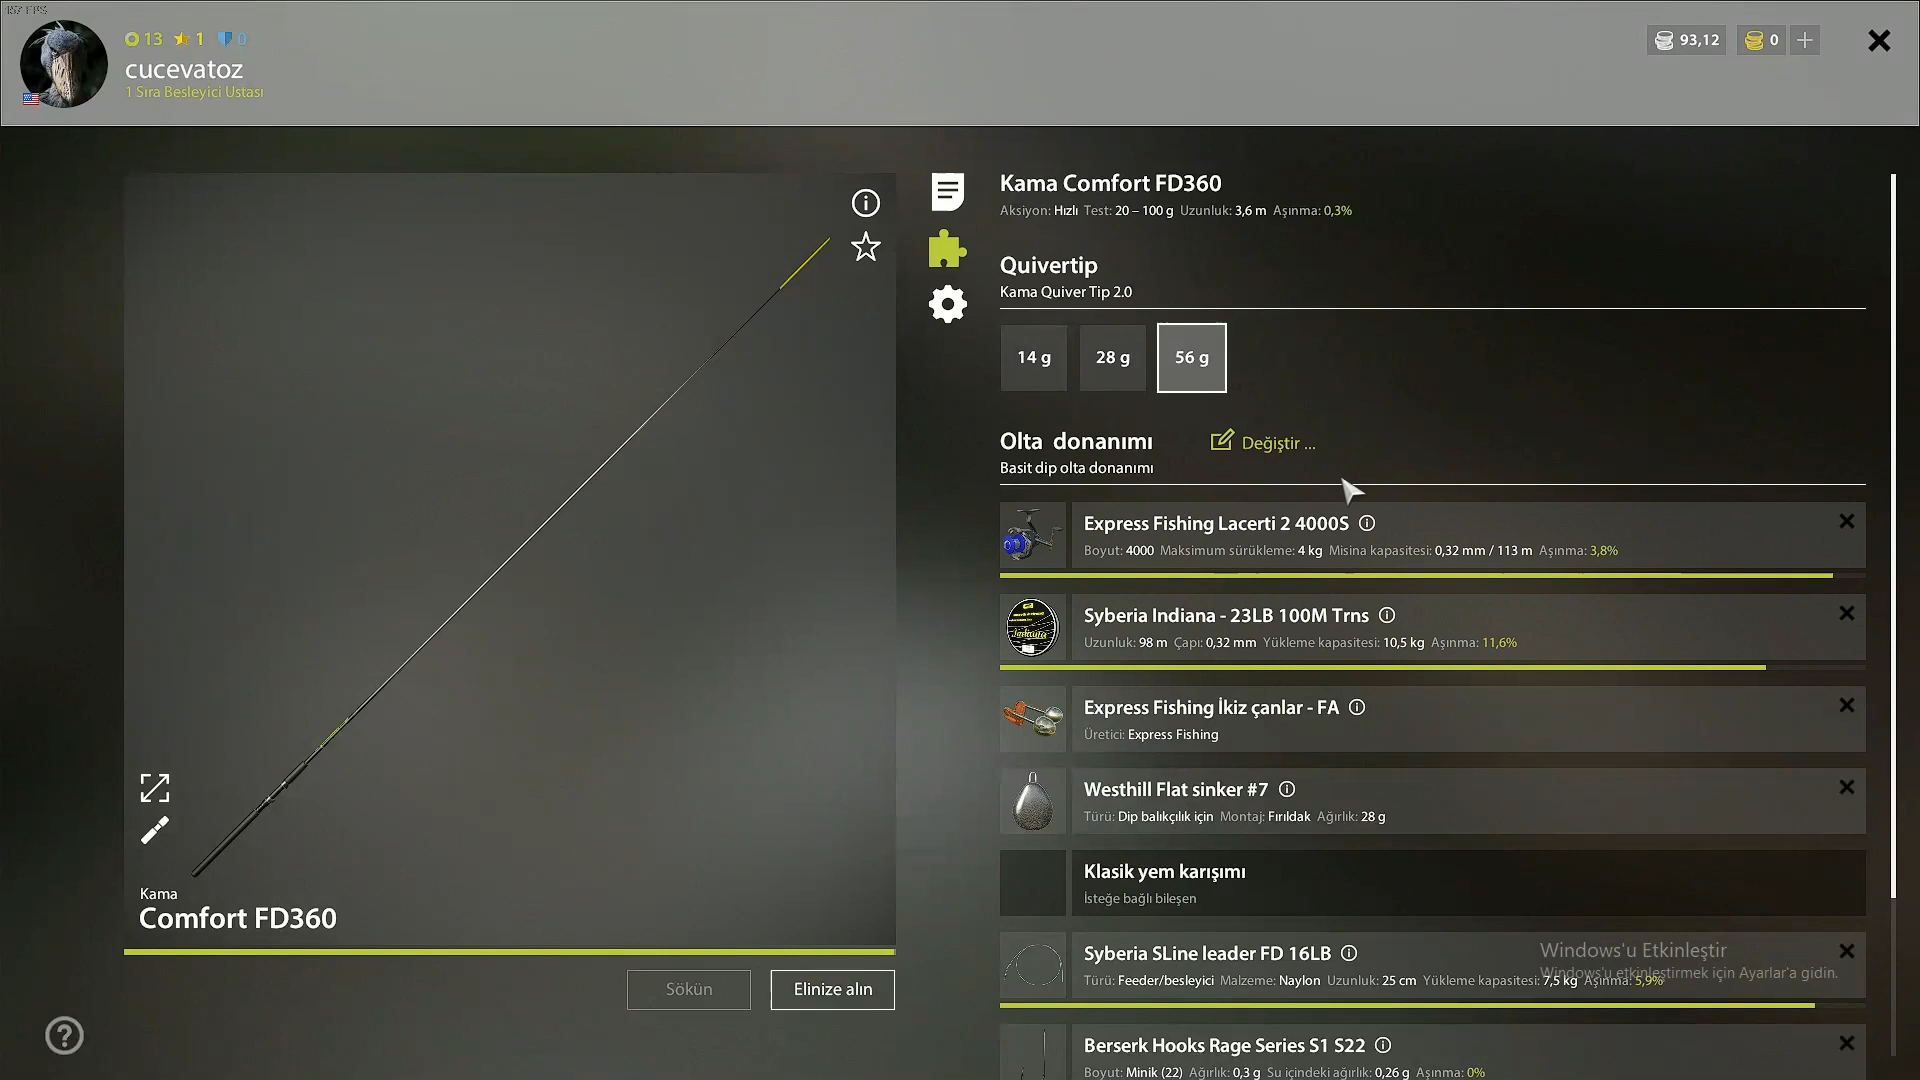 13 1 0
cucevatoz
1 Sıra Besleyici Ustası
93,12
0
Kama Comfort FD360
Aksiyon: Hızlı Test: 20 – 100 g Uzunluk: 3,6 m Aşınma: 0,3%
Quivertip
Kama Quiver Tip 2.0
14 g
28 g
56 g
Olta donanımı
Değiştir ...
Basit dip olta donanımı
Express Fishing Lacerti 2 4000S
Boyut: 4000 Maksimum sürükleme: 4 kg Misina kapasitesi: 0,32 mm / 113 m Aşınma: 3,8%
Syberia Indiana - 23LB 100M Trns
Uzunluk: 98 m Çapı: 0,32 mm Yükleme kapasitesi: 10,5 kg Aşınma: 11,6%
Express Fishing İkiz çanlar - FA
Üretici: Express Fishing
Westhill Flat sinker #7
Türü: Dip balıkçılık için Montaj: Fırıldak Ağırlık: 28 g
Klasik yem karışımı
İsteğe bağlı bileşen
Syberia SLine leader FD 16LB
Türü: Feeder/besleyici Malzeme: Naylon Uzunluk: 25 cm Yükleme kapasitesi: 7,5 kg Aşınma: 5,9%
Windows'u Etkinleştir
Windows'u etkinleştirmek için Ayarlar'a gidin.
Berserk Hooks Rage Series S1 S22
Boyut: Minik (22) Ağırlık: 0,3 g Su içindeki ağırlık: 0,26 g Aşınma: 0%
Kama
Comfort FD360
Sökün
Elinize alın